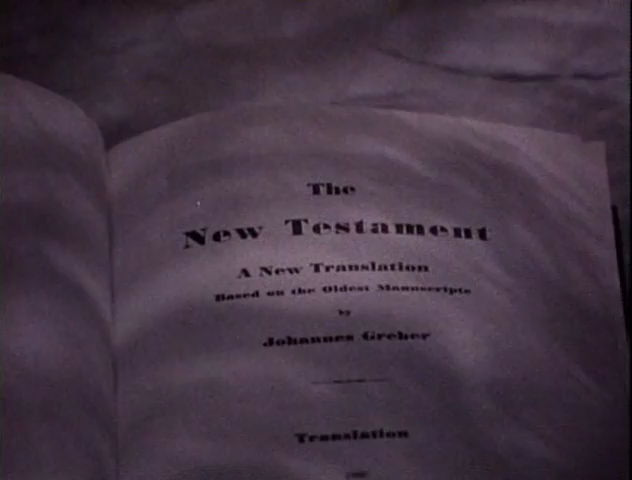 The
New Testament
A New Translation
Based on the Oldest Manuscripts
by
Johannes Greber
Translation